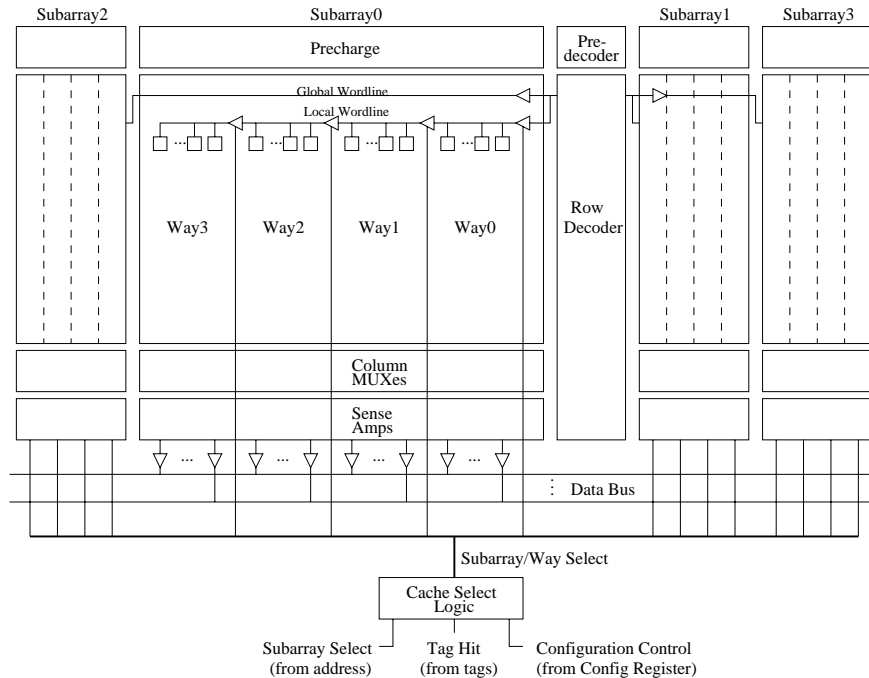 Subarray2
Subarray0
Subarray1
Subarray3
Precharge
Pre-
decoder
Global Wordline
Local Wordline
...
...
...
...
Way3
Way2
Way1
Way0
Row
Decoder
Column
MUXes
Sense
Amps
...
...
...
...
Data Bus
Subarray/Way Select
Cache Select
Logic
Subarray Select
(from address)
Tag Hit
(from tags)
Configuration Control
(from Config Register)